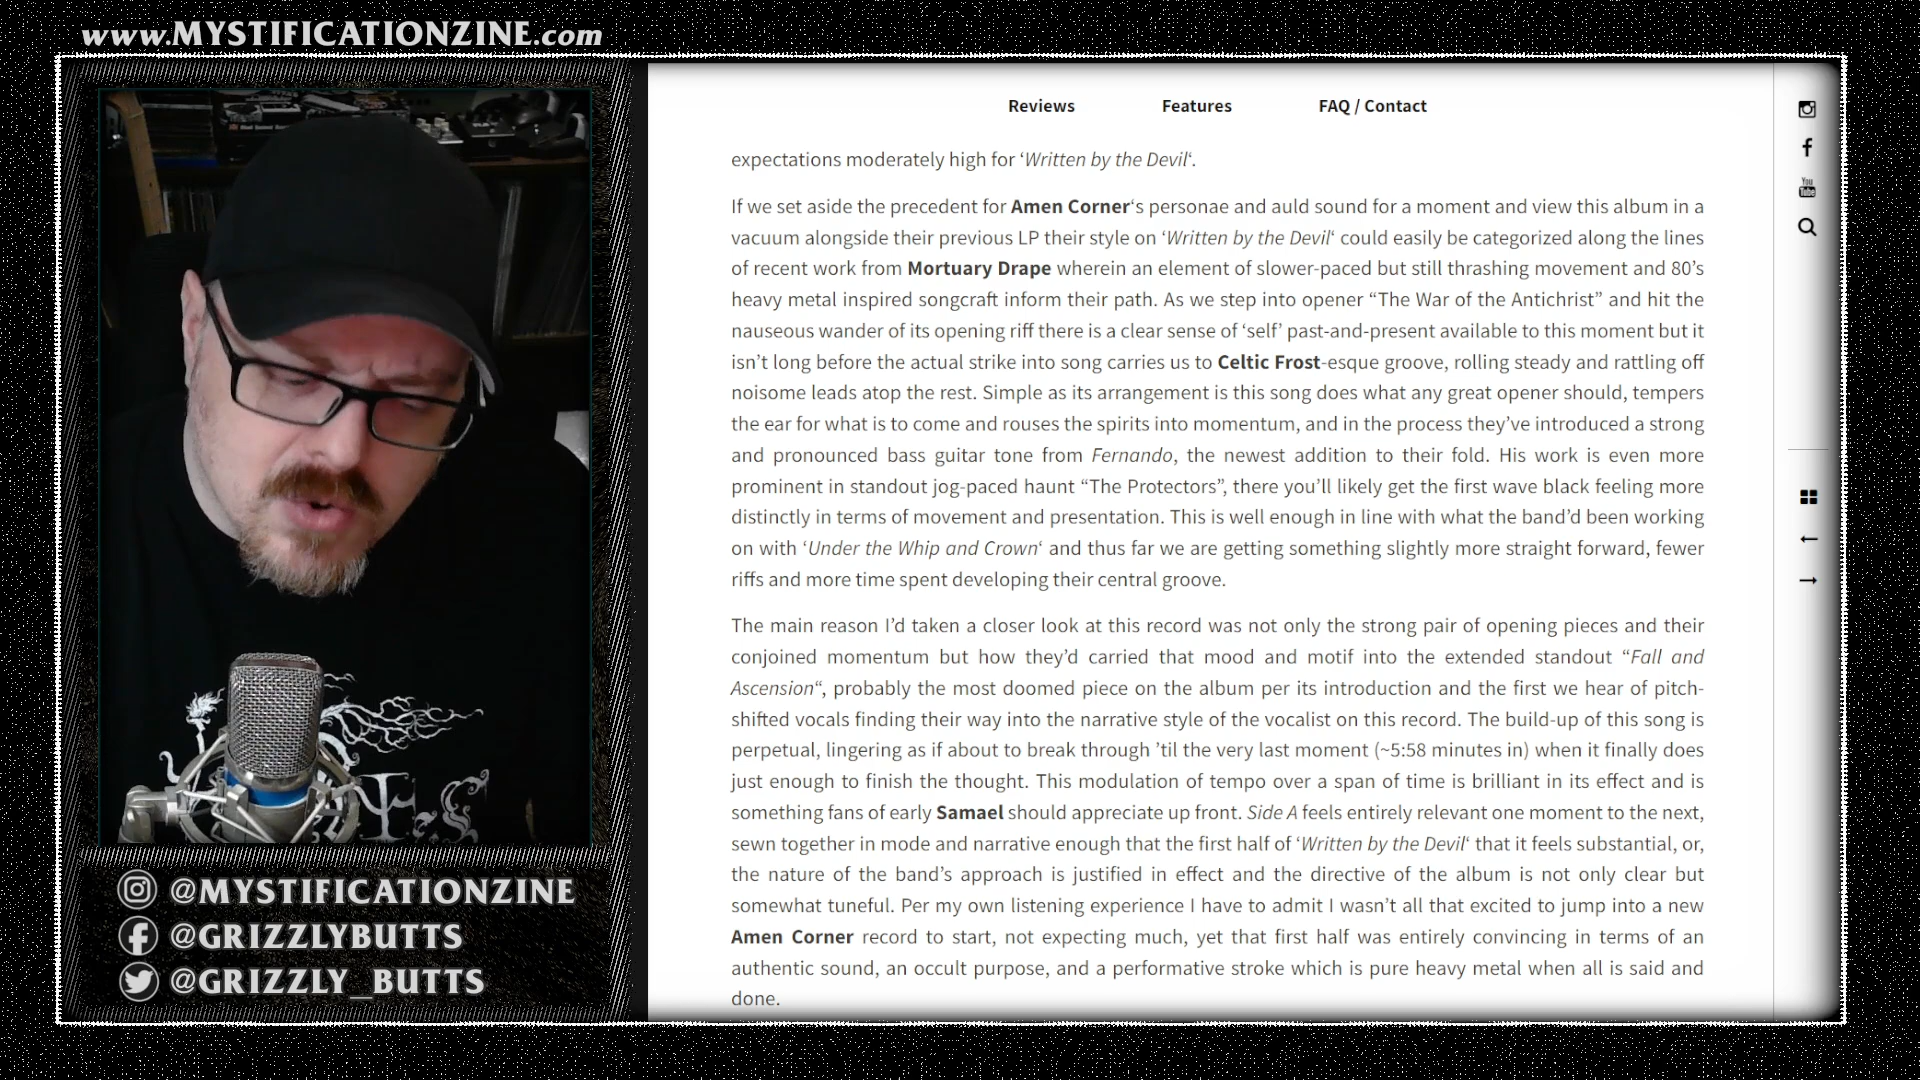 www.MYSTIFICATIONZINE.com
Reviews Features FAQ / Contact
expectations moderately high for ‘Written by the Devil‘.
If we set aside the precedent for Amen Corner‘s personae and auld sound for a moment and view this album in a
vacuum alongside their previous LP their style on ‘Written by the Devil‘ could easily be categorized along the lines
of recent work from Mortuary Drape wherein an element of slower-paced but still thrashing movement and 80’s
heavy metal inspired songcraft inform their path. As we step into opener “The War of the Antichrist” and hit the
nauseous wander of its opening riff there is a clear sense of ‘self’ past-and-present available to this moment but it
isn’t long before the actual strike into song carries us to Celtic Frost-esque groove, rolling steady and rattling off
noisome leads atop the rest. Simple as its arrangement is this song does what any great opener should, tempers
the ear for what is to come and rouses the spirits into momentum, and in the process they’ve introduced a strong
and pronounced bass guitar tone from Fernando, the newest addition to their fold. His work is even more
prominent in standout jog-paced haunt “The Protectors”, there you’ll likely get the first wave black feeling more
distinctly in terms of movement and presentation. This is well enough in line with what the band’d been working
on with ‘Under the Whip and Crown‘ and thus far we are getting something slightly more straight forward, fewer
riffs and more time spent developing their central groove.
The main reason I’d taken a closer look at this record was not only the strong pair of opening pieces and their
conjoined momentum but how they’d carried that mood and motif into the extended standout “Fall and
Ascension“, probably the most doomed piece on the album per its introduction and the first we hear of pitch-
shifted vocals finding their way into the narrative style of the vocalist on this record. The build-up of this song is
perpetual, lingering as if about to break through ’til the very last moment (~5:58 minutes in) when it finally does
just enough to finish the thought. This modulation of tempo over a span of time is brilliant in its effect and is
something fans of early Samael should appreciate up front. Side A feels entirely relevant one moment to the next,
sewn together in mode and narrative enough that the first half of ‘Written by the Devil‘ that it feels substantial, or,
the nature of the band’s approach is justified in effect and the directive of the album is not only clear but
somewhat tuneful. Per my own listening experience I have to admit I wasn’t all that excited to jump into a new
Amen Corner record to start, not expecting much, yet that first half was entirely convincing in terms of an
authentic sound, an occult purpose, and a performative stroke which is pure heavy metal when all is said and
done.
You
Tube
@MYSTIFICATIONZINE
@GRIZZLYBUTTS
@GRIZZLY_BUTTS